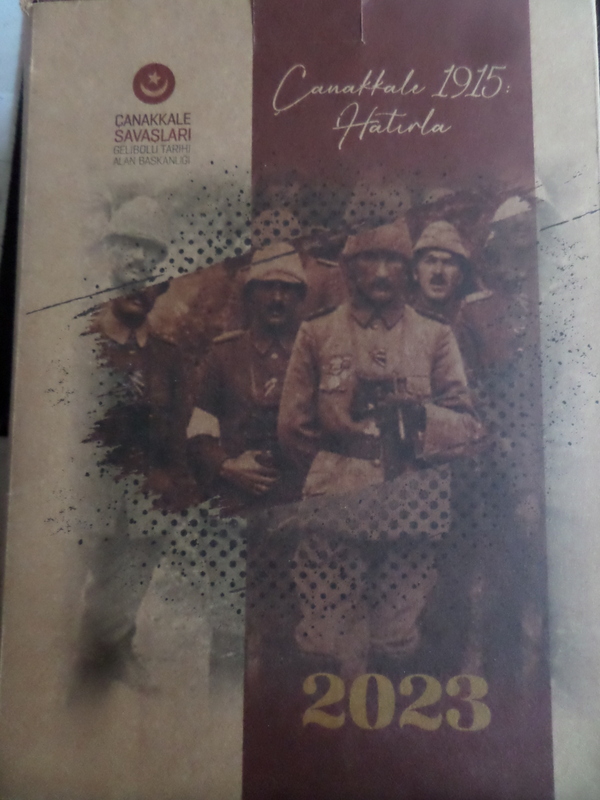 ÇANAKKALE
SAVAŞLARI
GELİBOLU TARİHİ
ALAN BAŞKANLIĞI
Çanakkale 1915:
Hatırla
2023